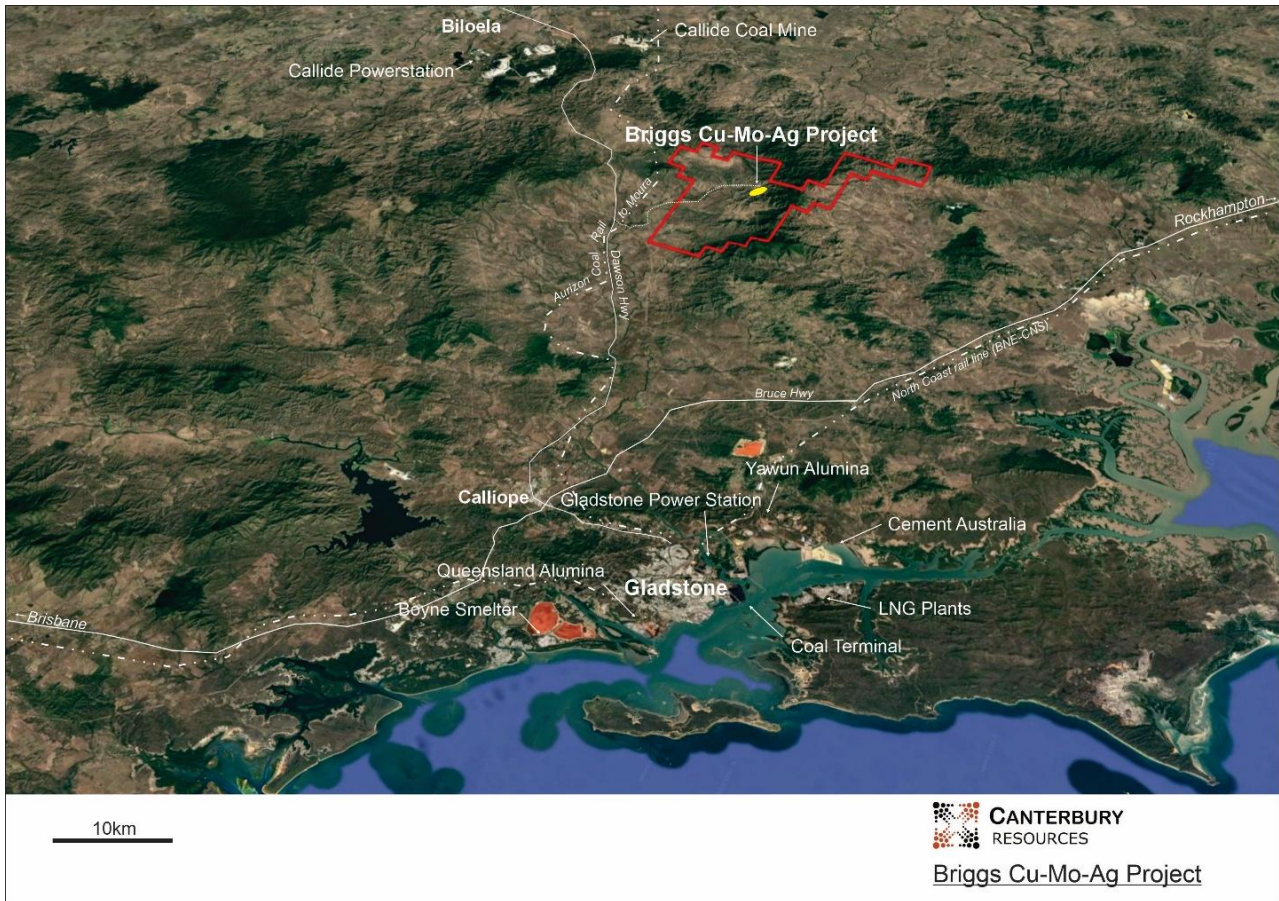 Biloela
Callide Coal Mine
Callide Powerstation
Briggs Cu-Mo-Ag Project
to Moura
Aurizon Coal Rail
Dawson Hwy
Rockhampton
North Coast rail line (BNE-CNS)
Bruce Hwy
Yawun Alumina
Calliope
Gladstone Power Station
Cement Australia
Queensland Alumina
Gladstone
Boyne Smelter
LNG Plants
Brisbane
Coal Terminal
10km
CANTERBURY
RESOURCES
Briggs Cu-Mo-Ag Project